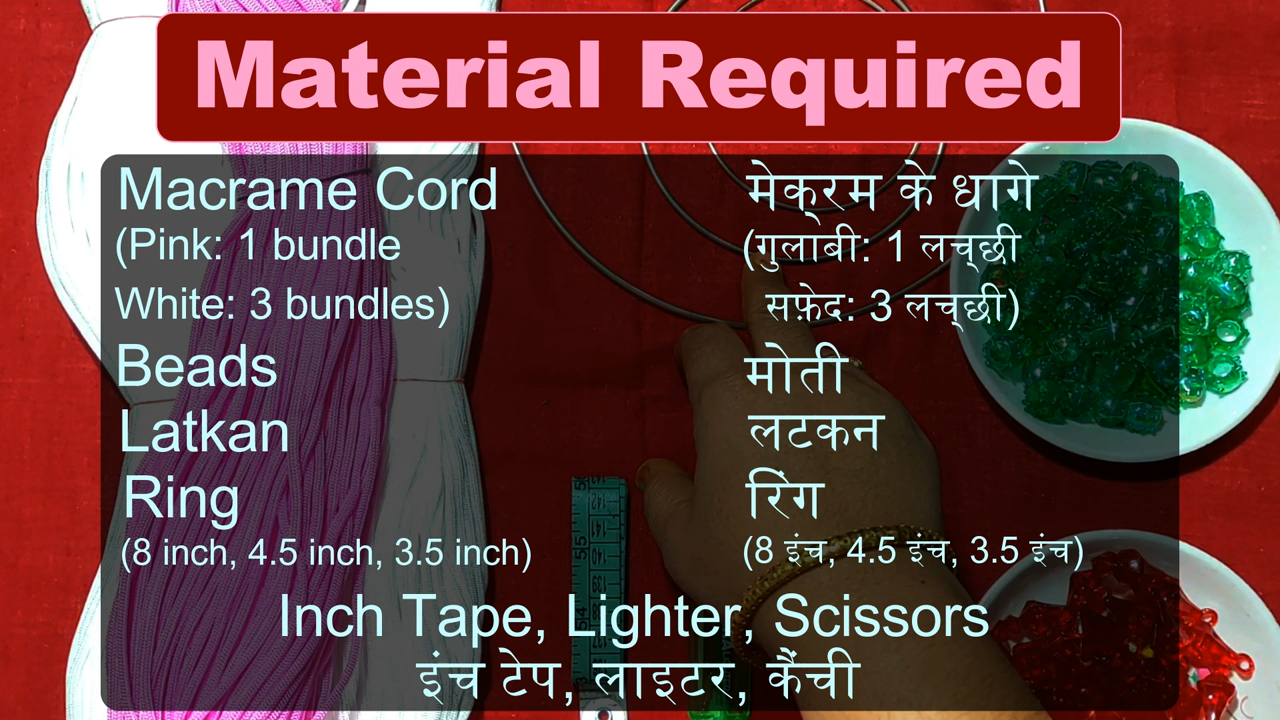 Material Required
Macrame Cord मेक्रम के धागे
(Pink: 1 bundle (गुलाबी: 1 लच्छी
White: 3 bundles) सफ़ेद: 3 लच्छी)
Beads मोती
Latkan लटकन
Ring रिंग
(8 inch, 4.5 inch, 3.5 inch) (8 इंच, 4.5 इंच, 3.5 इंच)
Inch Tape, Lighter, Scissors
इंच टेप, लाइटर, कैंची